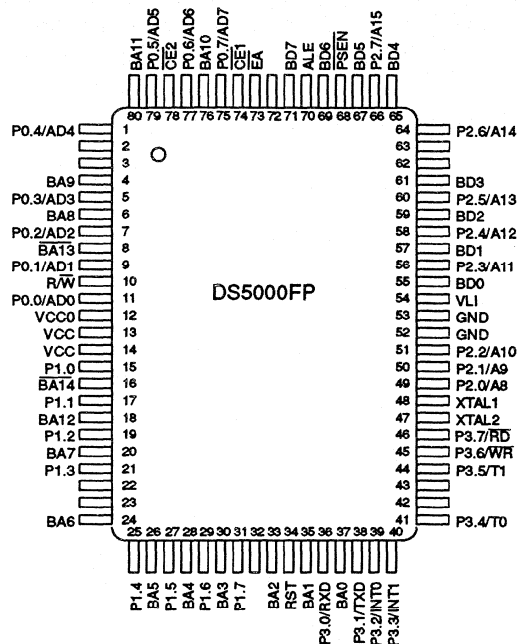 BA11
P0.5/AD5
CE2
P0.6/AD6
BA10
P0.7/AD7
CE1
EA
BD7
ALE
BD6
PSEN
BD5
P2.7/A15
BD4
80 79 78 77 76 75 74 73 72 71 70 69 68 67 66 65
P0.4/AD4 1
2
3
BA9 4
P0.3/AD3 5
BA8 6
P0.2/AD2 7
BA13 8
P0.1/AD1 9
R/W 10
P0.0/AD0 11
VCC0 12
VCC 13
VCC 14
P1.0 15
BA14 16
P1.1 17
BA12 18
P1.2 19
BA7 20
P1.3 21
22
23
BA6 24
DS5000FP
64 P2.6/A14
63
62
61 BD3
60 P2.5/A13
59 BD2
58 P2.4/A12
57 BD1
56 P2.3/A11
55 BD0
54 VLI
53 GND
52 GND
51 P2.2/A10
50 P2.1/A9
49 P2.0/A8
48 XTAL1
47 XTAL2
46 P3.7/RD
45 P3.6/WR
44 P3.5/T1
43
42
41 P3.4/T0
25 26 27 28 29 30 31 32 33 34 35 36 37 38 39 40
P1.4
BA5
P1.5
BA4
P1.6
BA3
P1.7
BA2
RST
BA1
P3.0/RXD
BA0
P3.1/TXD
P3.2/INT0
P3.3/INT1